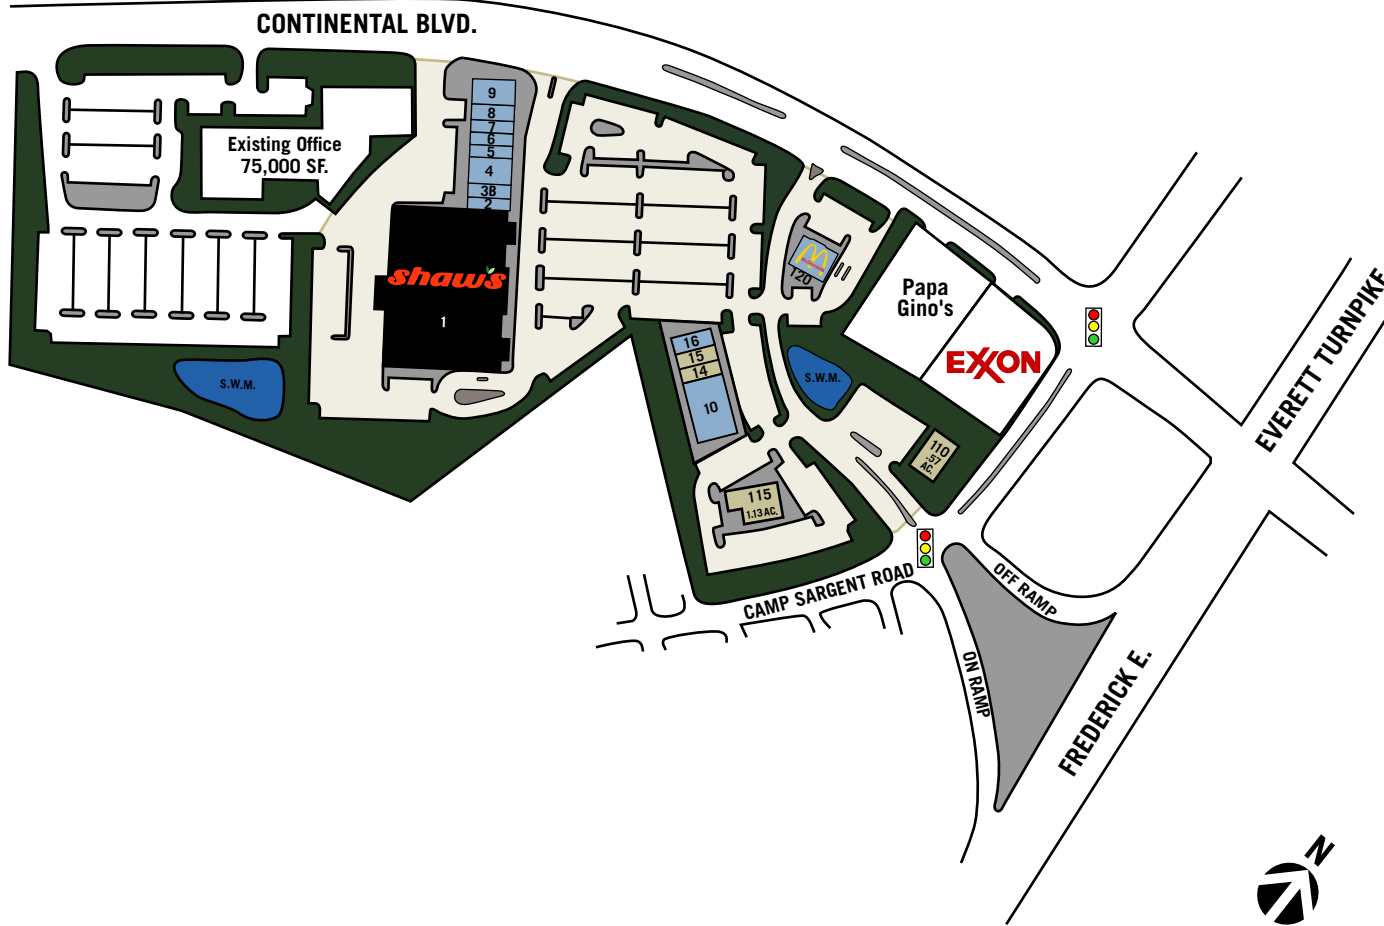 CONTINENTAL BLVD.
Existing Office
75,000 SF.
9
8
7
6
5
4
3B
2
shaw's
1
S.W.M.
McDonald's
120
Papa
Gino's
EXXON
16
15
14
10
S.W.M.
110
.57
AC.
115
1.13 AC.
CAMP SARGENT ROAD
OFF RAMP
ON RAMP
FREDERICK E.
EVERETT TURNPIKE
N